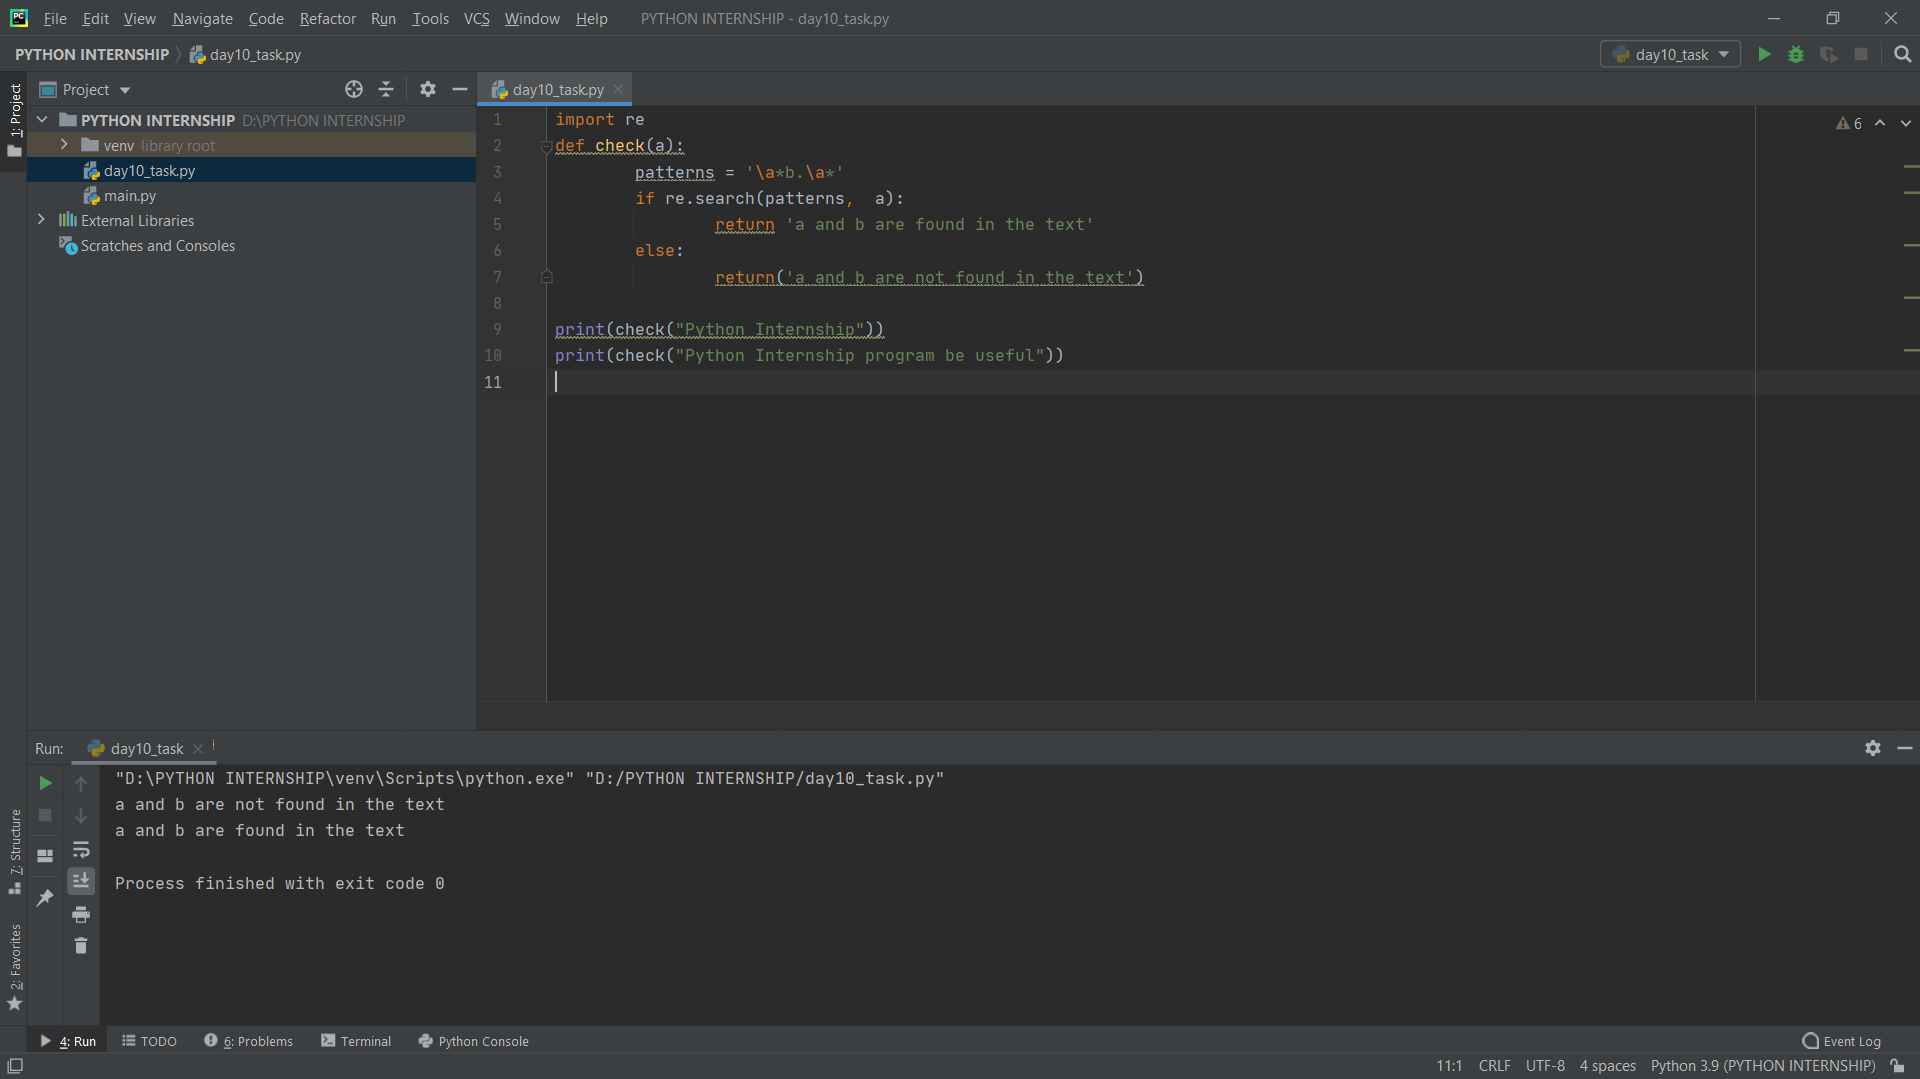 File Edit View Navigate Code Refactor Run Tools VCS Window Help PYTHON INTERNSHIP - day10_task.py
PYTHON INTERNSHIP day10_task.py
day10_task
1: Project
Project
day10_task.py
PYTHON INTERNSHIP D:\PYTHON INTERNSHIP
venv library root
day10_task.py
main.py
External Libraries
Scratches and Consoles
6
1 import re
2 def check(a):
3 patterns = '\a*b.\a*'
4 if re.search(patterns,  a):
5 return 'a and b are found in the text'
6 else:
7 return('a and b are not found in the text')
8
9 print(check("Python Internship"))
10 print(check("Python Internship program be useful"))
11
Run: day10_task
"D:\PYTHON INTERNSHIP\venv\Scripts\python.exe" "D:/PYTHON INTERNSHIP/day10_task.py"
a and b are not found in the text
a and b are found in the text
Process finished with exit code 0
7: Structure
2: Favorites
4: Run TODO 6: Problems Terminal Python Console Event Log
11:1 CRLF UTF-8 4 spaces Python 3.9 (PYTHON INTERNSHIP)